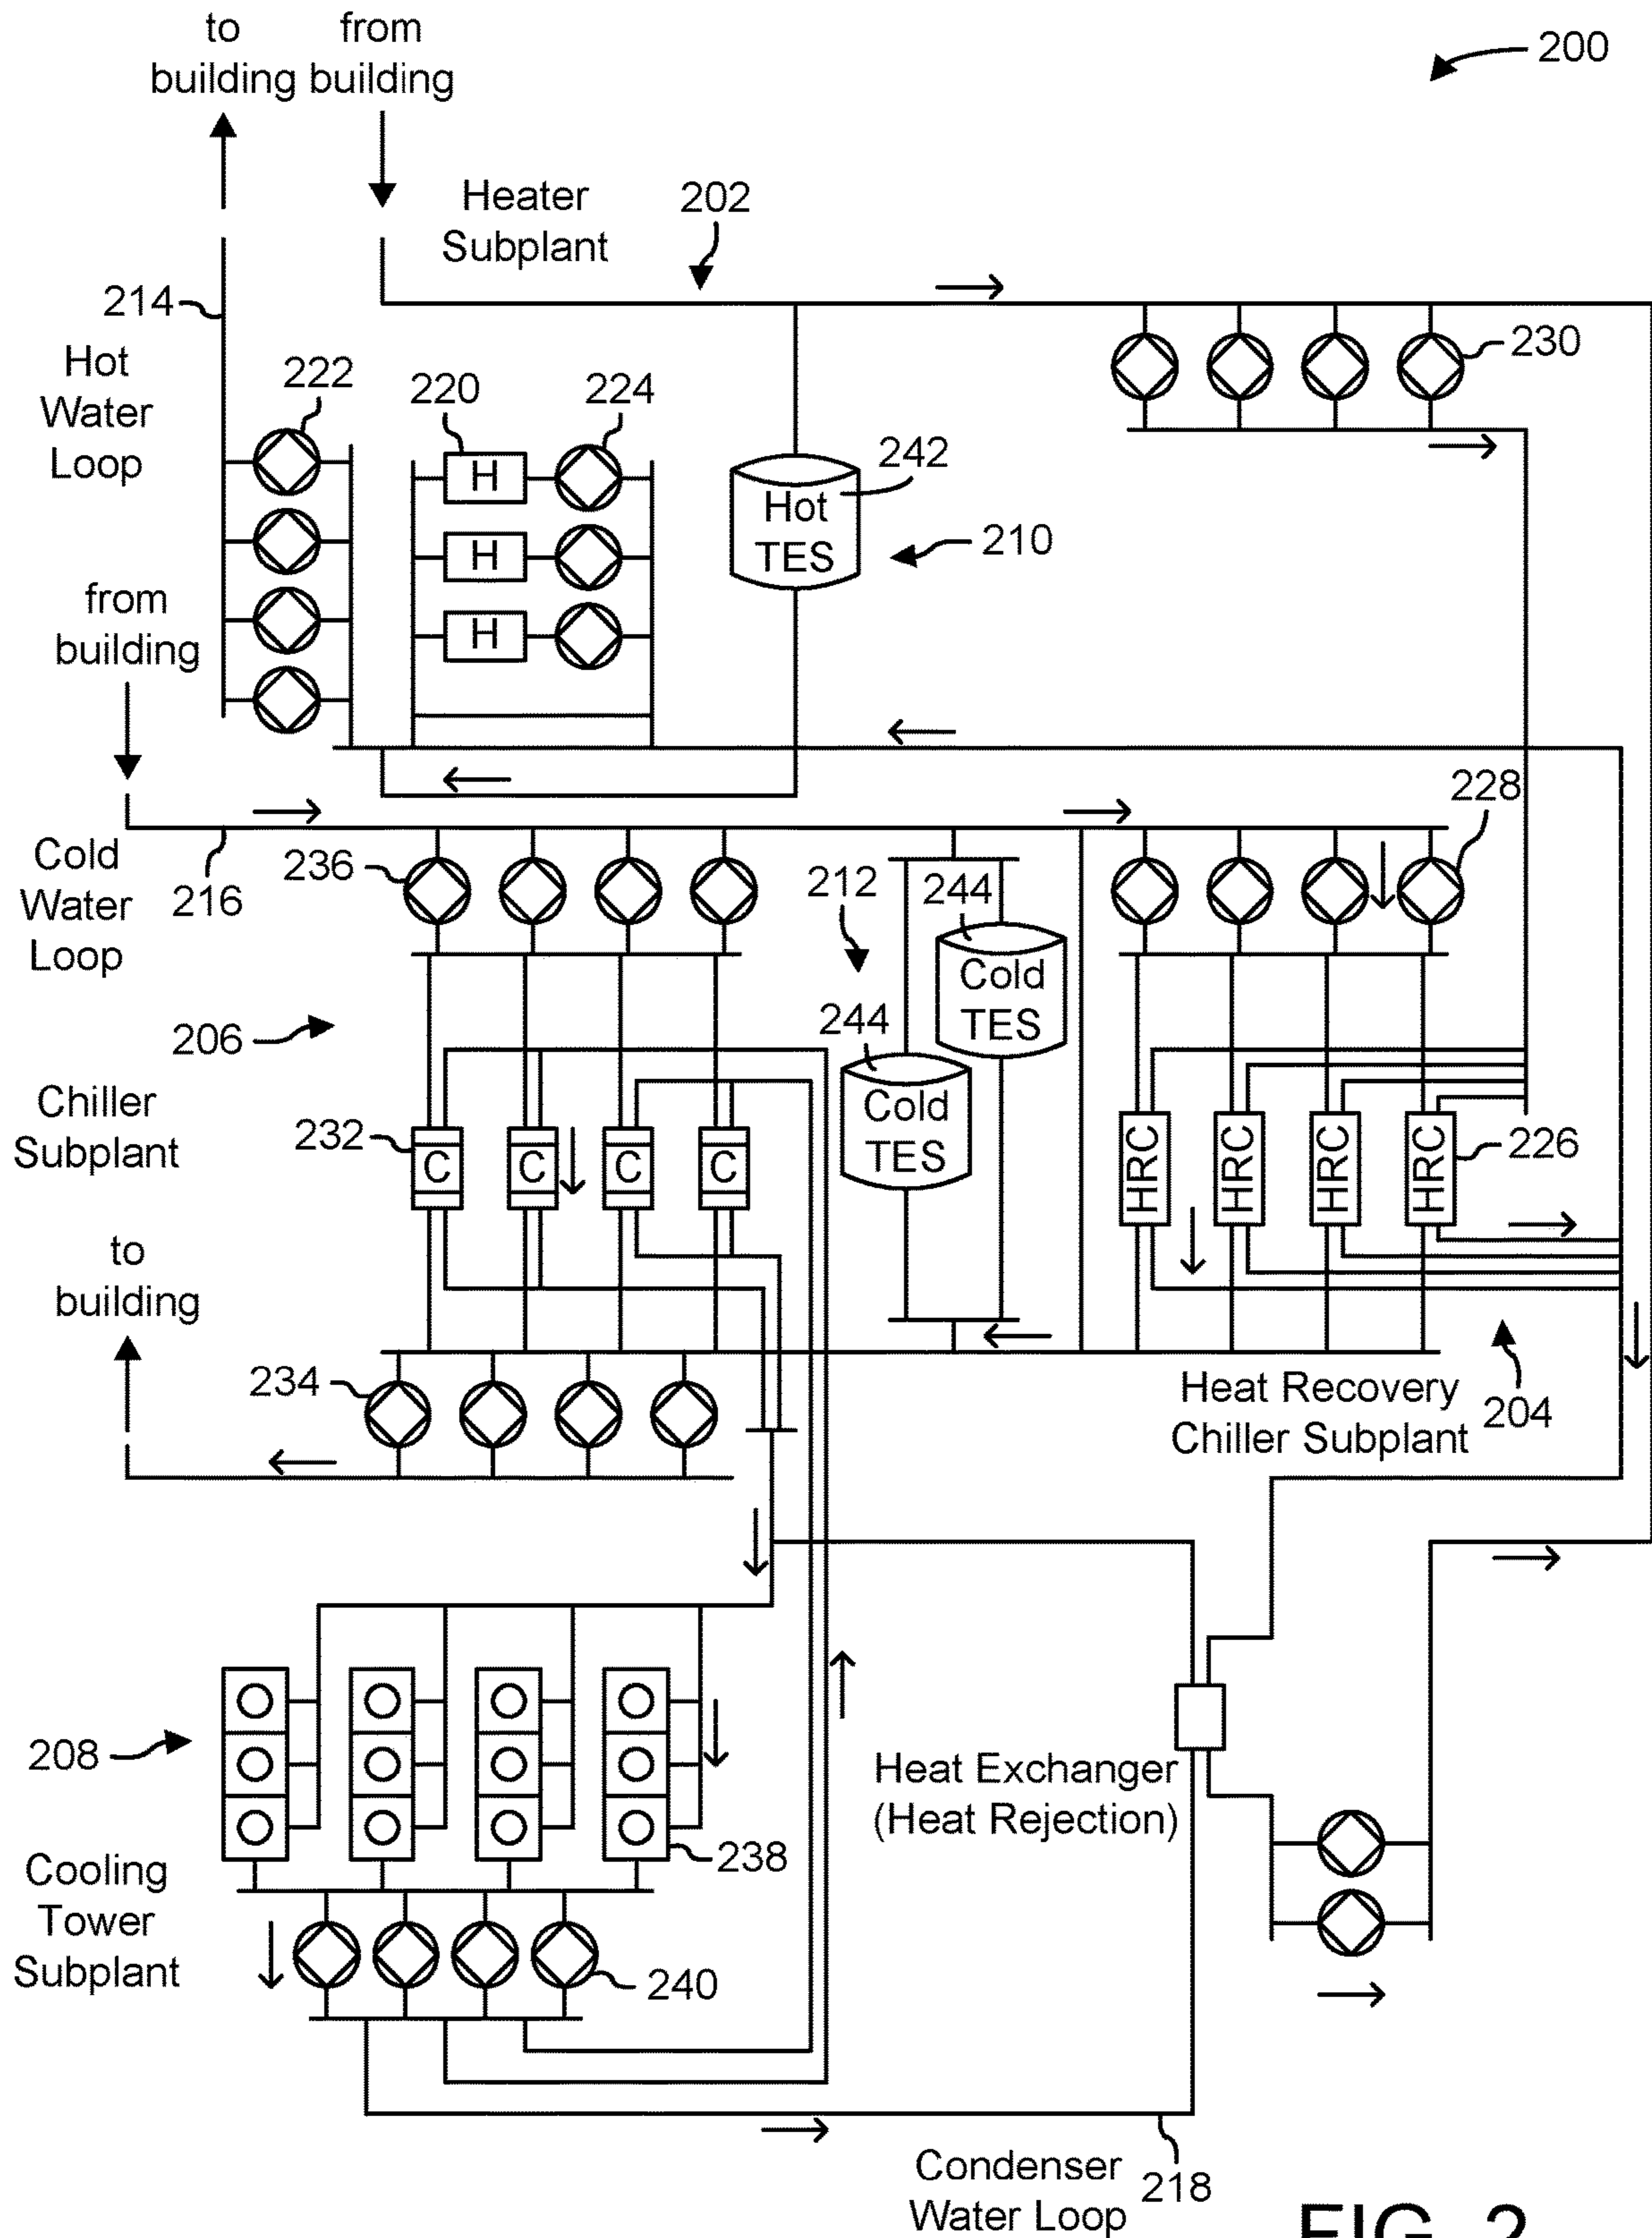 to from
building from building
200
Heater
Subplant
202
214
Hot
Water
Loop
222
220
224
230
H
H
H
Hot
TES
242
210
from
building
228
Cold
Water
Loop
216
236
212
244
Cold
TES
244
Cold
TES
206
Chiller
Subplant
232
C
C
C
C
HRC
HRC
HRC
HRC
226
to
building
234
Heat Recovery
Chiller Subplant
204
208
Heat Exchanger
(Heat Rejection)
238
Cooling
Tower
Subplant
240
Condenser
Water Loop
218
FIG. 2